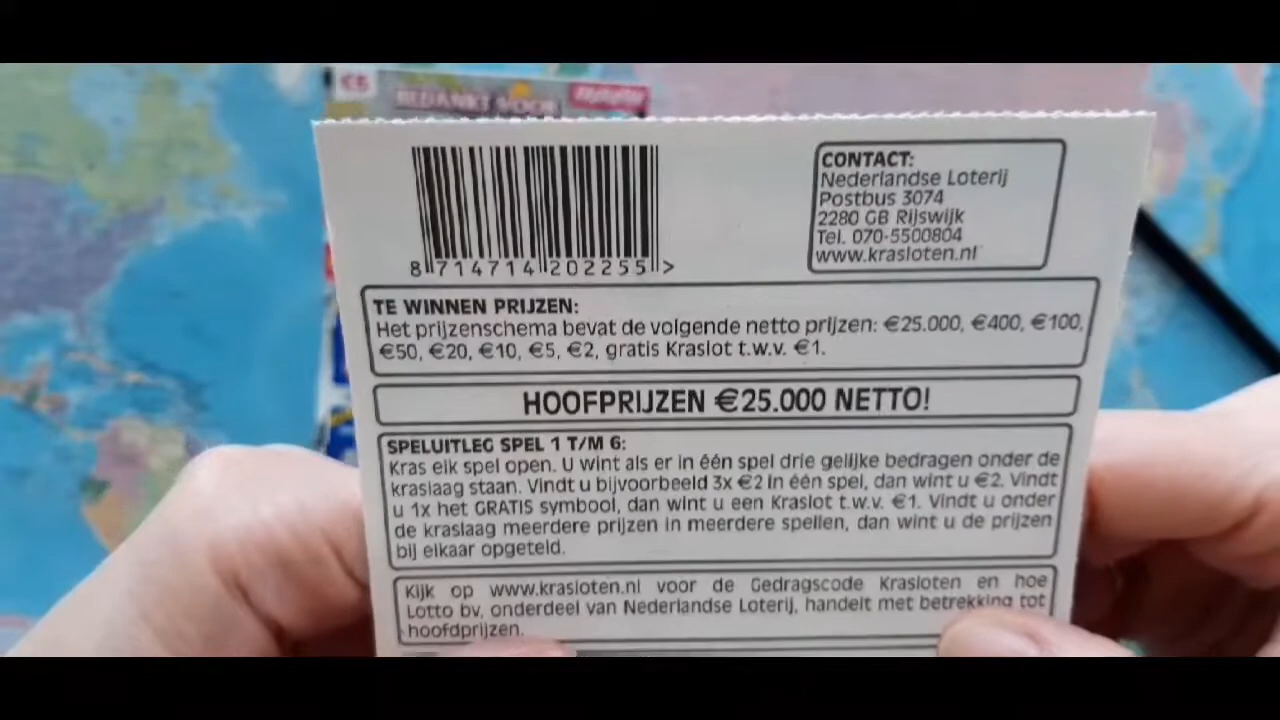 €5
BEDANKT VOOR
8 714714 202255 >
CONTACT:
Nederlandse Loterij
Postbus 3074
2280 GB Rijswijk
Tel. 070-5500804
www.krasloten.nl
TE WINNEN PRIJZEN:
Het prijzenschema bevat de volgende netto prijzen: €25.000, €400, €100,
€50, €20, €10, €5, €2, gratis Kraslot t.w.v. €1.
HOOFPRIJZEN €25.000 NETTO!
SPELUITLEG SPEL 1 T/M 6:
Kras elk spel open. U wint als er in één spel drie gelijke bedragen onder de
kraslaag staan. Vindt u bijvoorbeeld 3x €2 in één spel, dan wint u €2. Vindt
u 1x het GRATIS symbool, dan wint u een Kraslot t.w.v. €1. Vindt u onder
de kraslaag meerdere prijzen in meerdere spellen, dan wint u de prijzen
bij elkaar opgeteld.
Kijk op www.krasloten.nl voor de Gedragscode Krasloten en hoe
Lotto bv, onderdeel van Nederlandse Loterij, handelt met betrekking tot
hoofdprijzen.